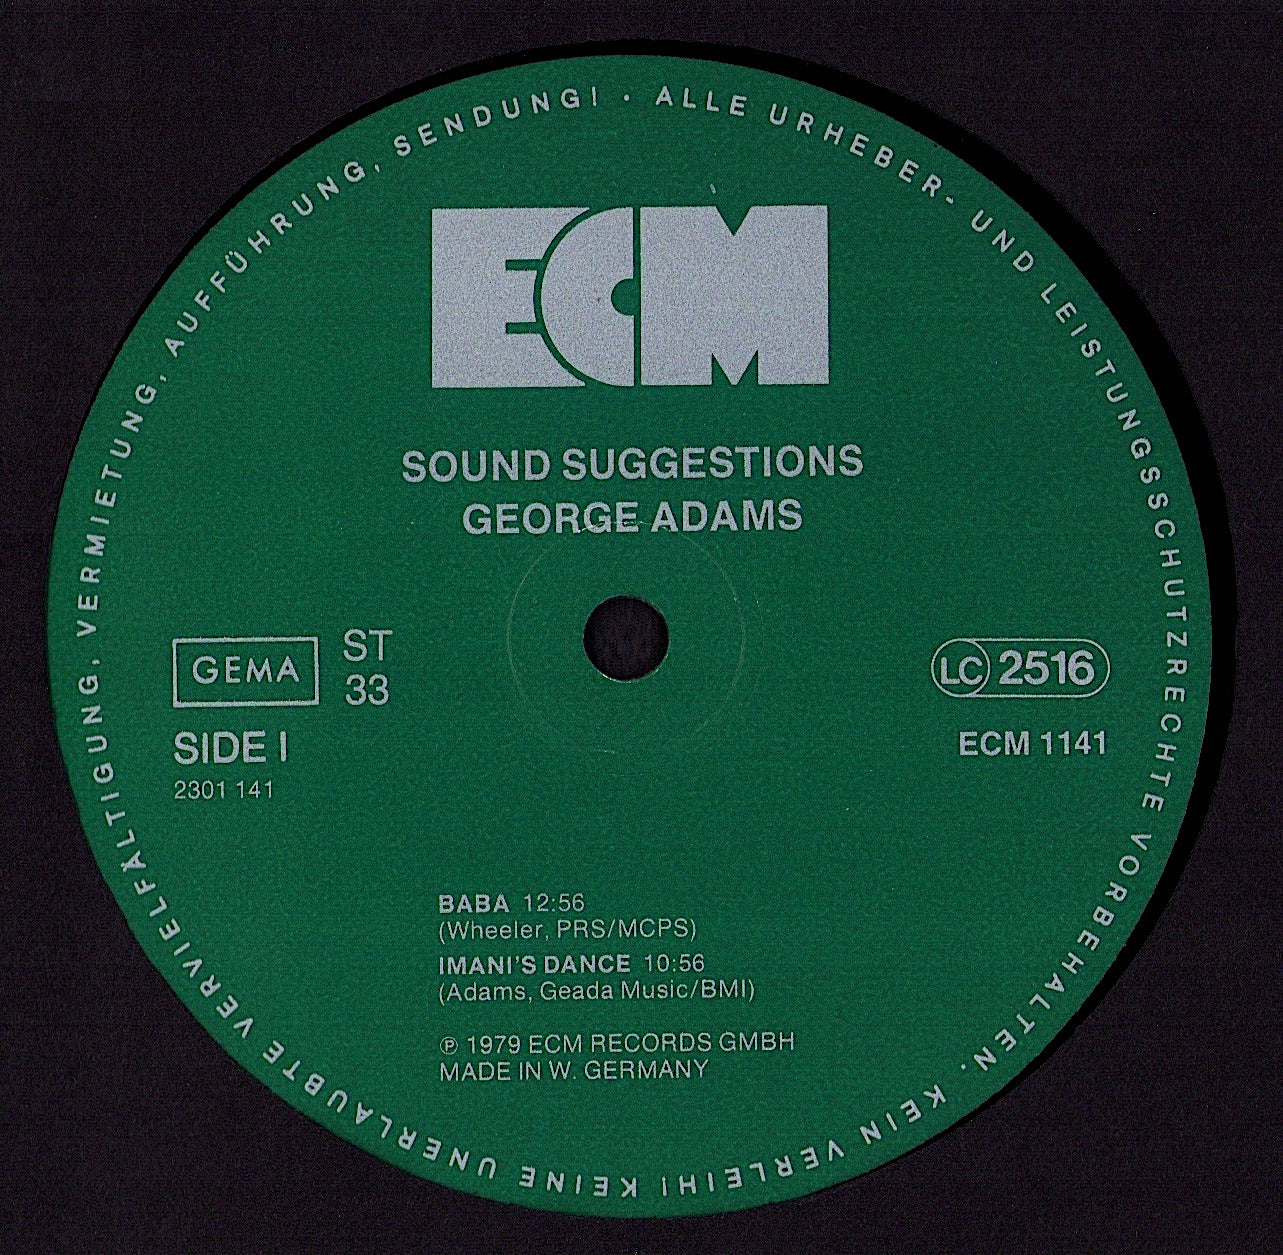 ALLE URHEBER- UND LEISTUNGSSCHUTZRECHTE VORBEHALTEN. KEIN VERLEIH! KEINE UNERLAUBTE VERVIELFÄLTIGUNG, VERMIETUNG, AUFFÜHRUNG, SENDUNG! ·
ECM
SOUND SUGGESTIONS
GEORGE ADAMS
GEMA
ST
33
LC 2516
SIDE I
ECM 1141
2301 141
BABA 12:56
(Wheeler, PRS/MCPS)
IMANI'S DANCE 10:56
(Adams, Geada Music/BMI)
℗ 1979 ECM RECORDS GMBH
MADE IN W. GERMANY